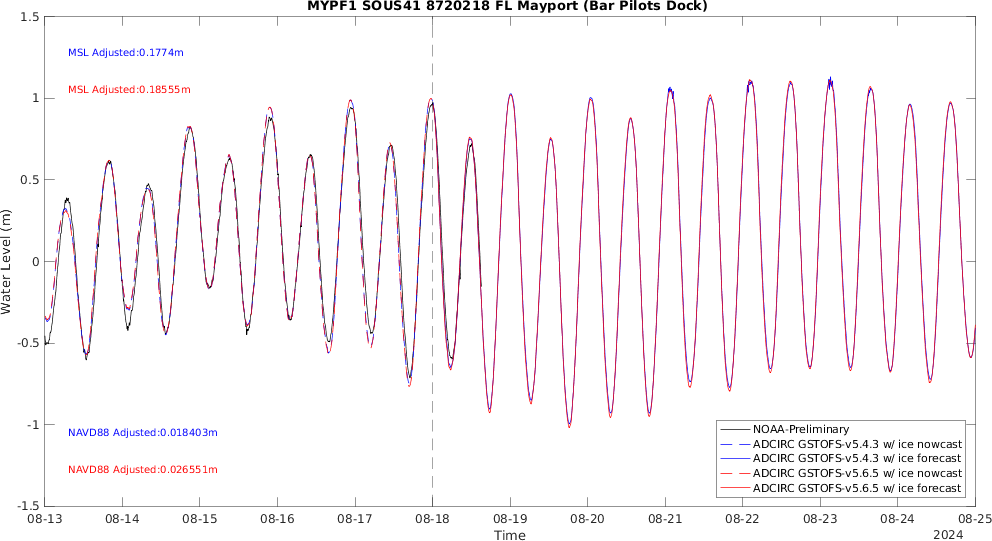 MYPF1 SOUS41 8720218 FL Mayport (Bar Pilots Dock)
1.5
1
0.5
0
-0.5
-1
-1.5
Water Level (m)
MSL Adjusted:0.1774m
MSL Adjusted:0.18555m
NAVD88 Adjusted:0.018403m
NAVD88 Adjusted:0.026551m
NOAA-Preliminary
ADCIRC GSTOFS-v5.4.3 w/ ice nowcast
ADCIRC GSTOFS-v5.4.3 w/ ice forecast
ADCIRC GSTOFS-v5.6.5 w/ ice nowcast
ADCIRC GSTOFS-v5.6.5 w/ ice forecast
08-13 08-14 08-15 08-16 08-17 08-18 08-19 08-20 08-21 08-22 08-23 08-24 08-25
Time
2024